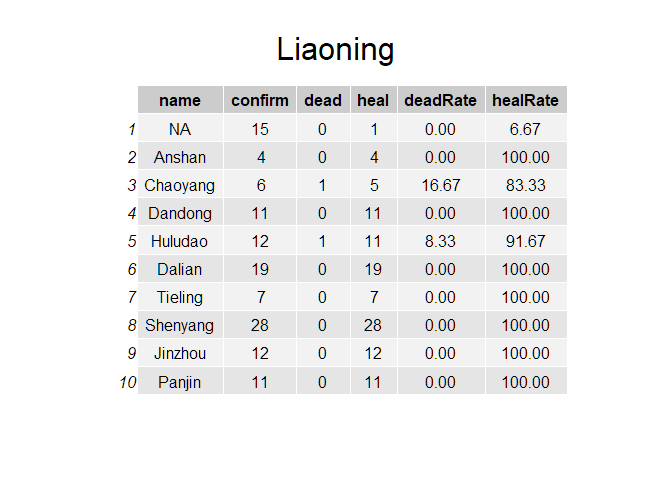 Liaoning
name confirm dead heal deadRate healRate
1 NA 15 0 1 0.00 6.67
2 Anshan 4 0 4 0.00 100.00
3 Chaoyang 6 1 5 16.67 83.33
4 Dandong 11 0 11 0.00 100.00
5 Huludao 12 1 11 8.33 91.67
6 Dalian 19 0 19 0.00 100.00
7 Tieling 7 0 7 0.00 100.00
8 Shenyang 28 0 28 0.00 100.00
9 Jinzhou 12 0 12 0.00 100.00
10 Panjin 11 0 11 0.00 100.00